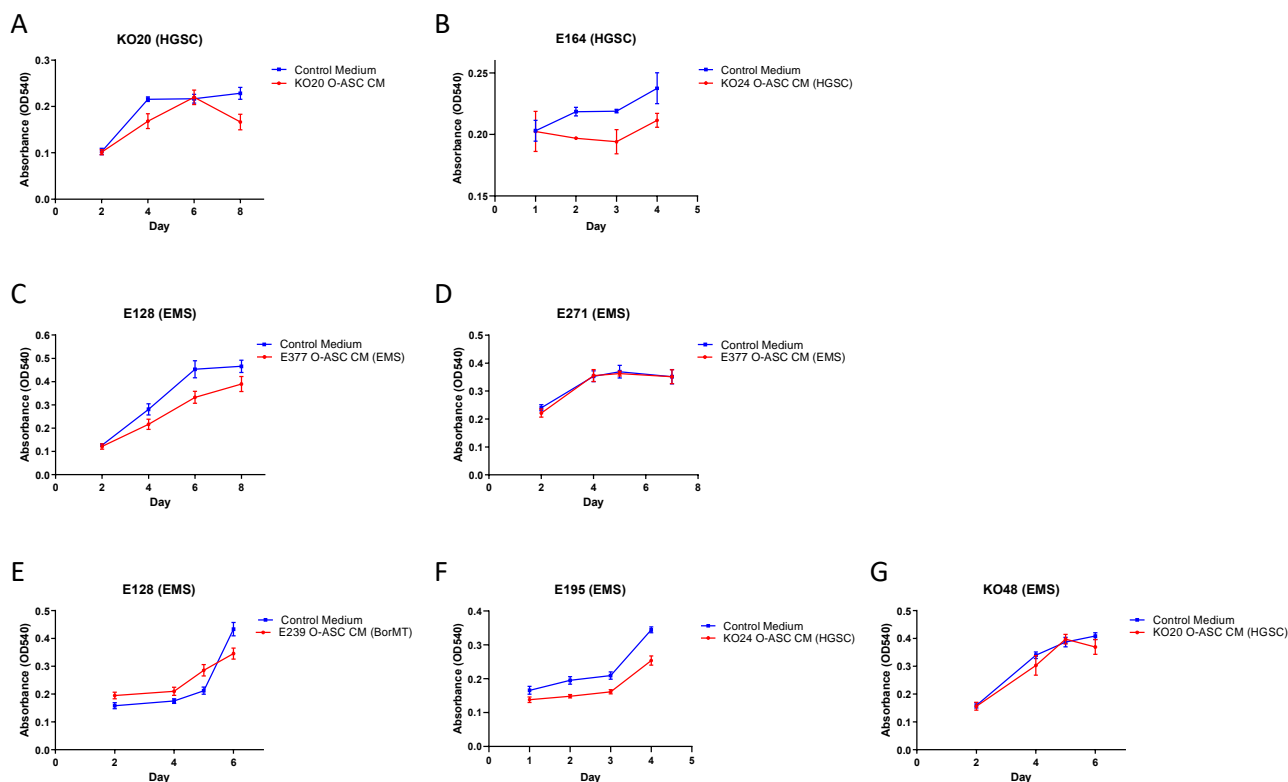 A
KO20 (HGSC)
Absorbance (OD540)
0.3
0.2
0.1
0.0
0 2 4 6 8
Day
Control Medium
KO20 O-ASC CM
B
E164 (HGSC)
Absorbance (OD540)
0.25
0.20
0.15
0 1 2 3 4 5
Day
Control Medium
KO24 O-ASC CM (HGSC)
C
E128 (EMS)
Absorbance (OD540)
0.6
0.5
0.4
0.3
0.2
0.1
0.0
0 2 4 6 8
Day
Control Medium
E377 O-ASC CM (EMS)
D
E271 (EMS)
Absorbance (OD540)
0.5
0.4
0.3
0.2
0.1
0.0
0 2 4 6 8
Day
Control Medium
E377 O-ASC CM (EMS)
E
E128 (EMS)
Absorbance (OD540)
0.5
0.4
0.3
0.2
0.1
0.0
0 2 4 6
Day
Control Medium
E239 O-ASC CM (BorMT)
F
E195 (EMS)
Absorbance (OD540)
0.4
0.3
0.2
0.1
0.0
0 1 2 3 4 5
Day
Control Medium
KO24 O-ASC CM (HGSC)
G
KO48 (EMS)
Absorbance (OD540)
0.5
0.4
0.3
0.2
0.1
0.0
0 2 4 6
Day
Control Medium
KO20 O-ASC CM (HGSC)